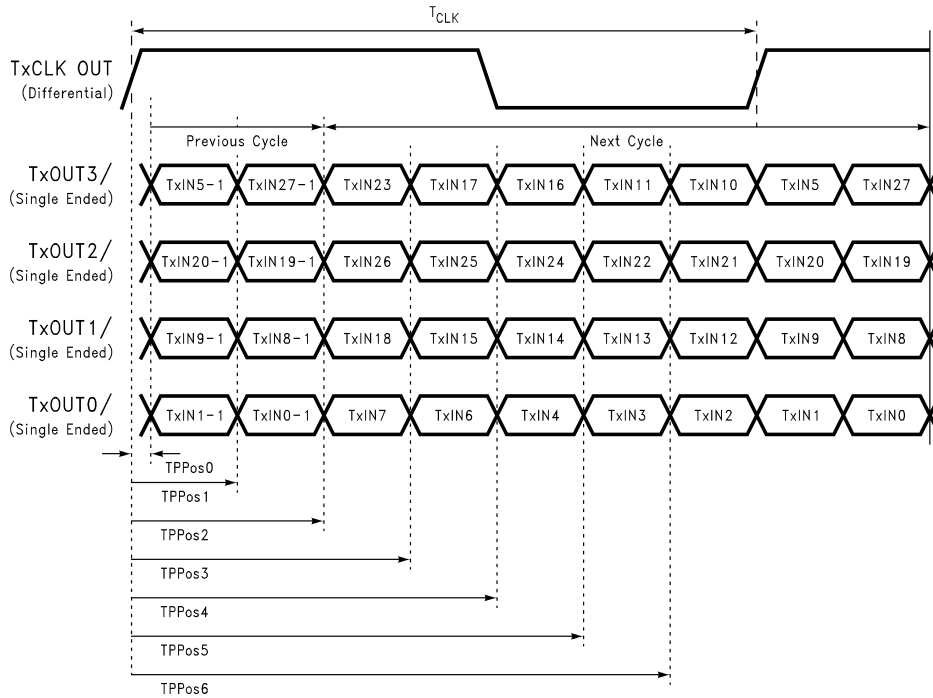 TCLK
TxCLK OUT
(Differential)
Previous Cycle
Next Cycle
TxOUT3/
(Single Ended)
TxIN5-1 TxIN27-1 TxIN23 TxIN17 TxIN16 TxIN11 TxIN10 TxIN5 TxIN27
TxOUT2/
(Single Ended)
TxIN20-1 TxIN19-1 TxIN26 TxIN25 TxIN24 TxIN22 TxIN21 TxIN20 TxIN19
TxOUT1/
(Single Ended)
TxIN9-1 TxIN8-1 TxIN18 TxIN15 TxIN14 TxIN13 TxIN12 TxIN9 TxIN8
TxOUT0/
(Single Ended)
TxIN1-1 TxIN0-1 TxIN7 TxIN6 TxIN4 TxIN3 TxIN2 TxIN1 TxIN0
TPPos0
TPPos1
TPPos2
TPPos3
TPPos4
TPPos5
TPPos6